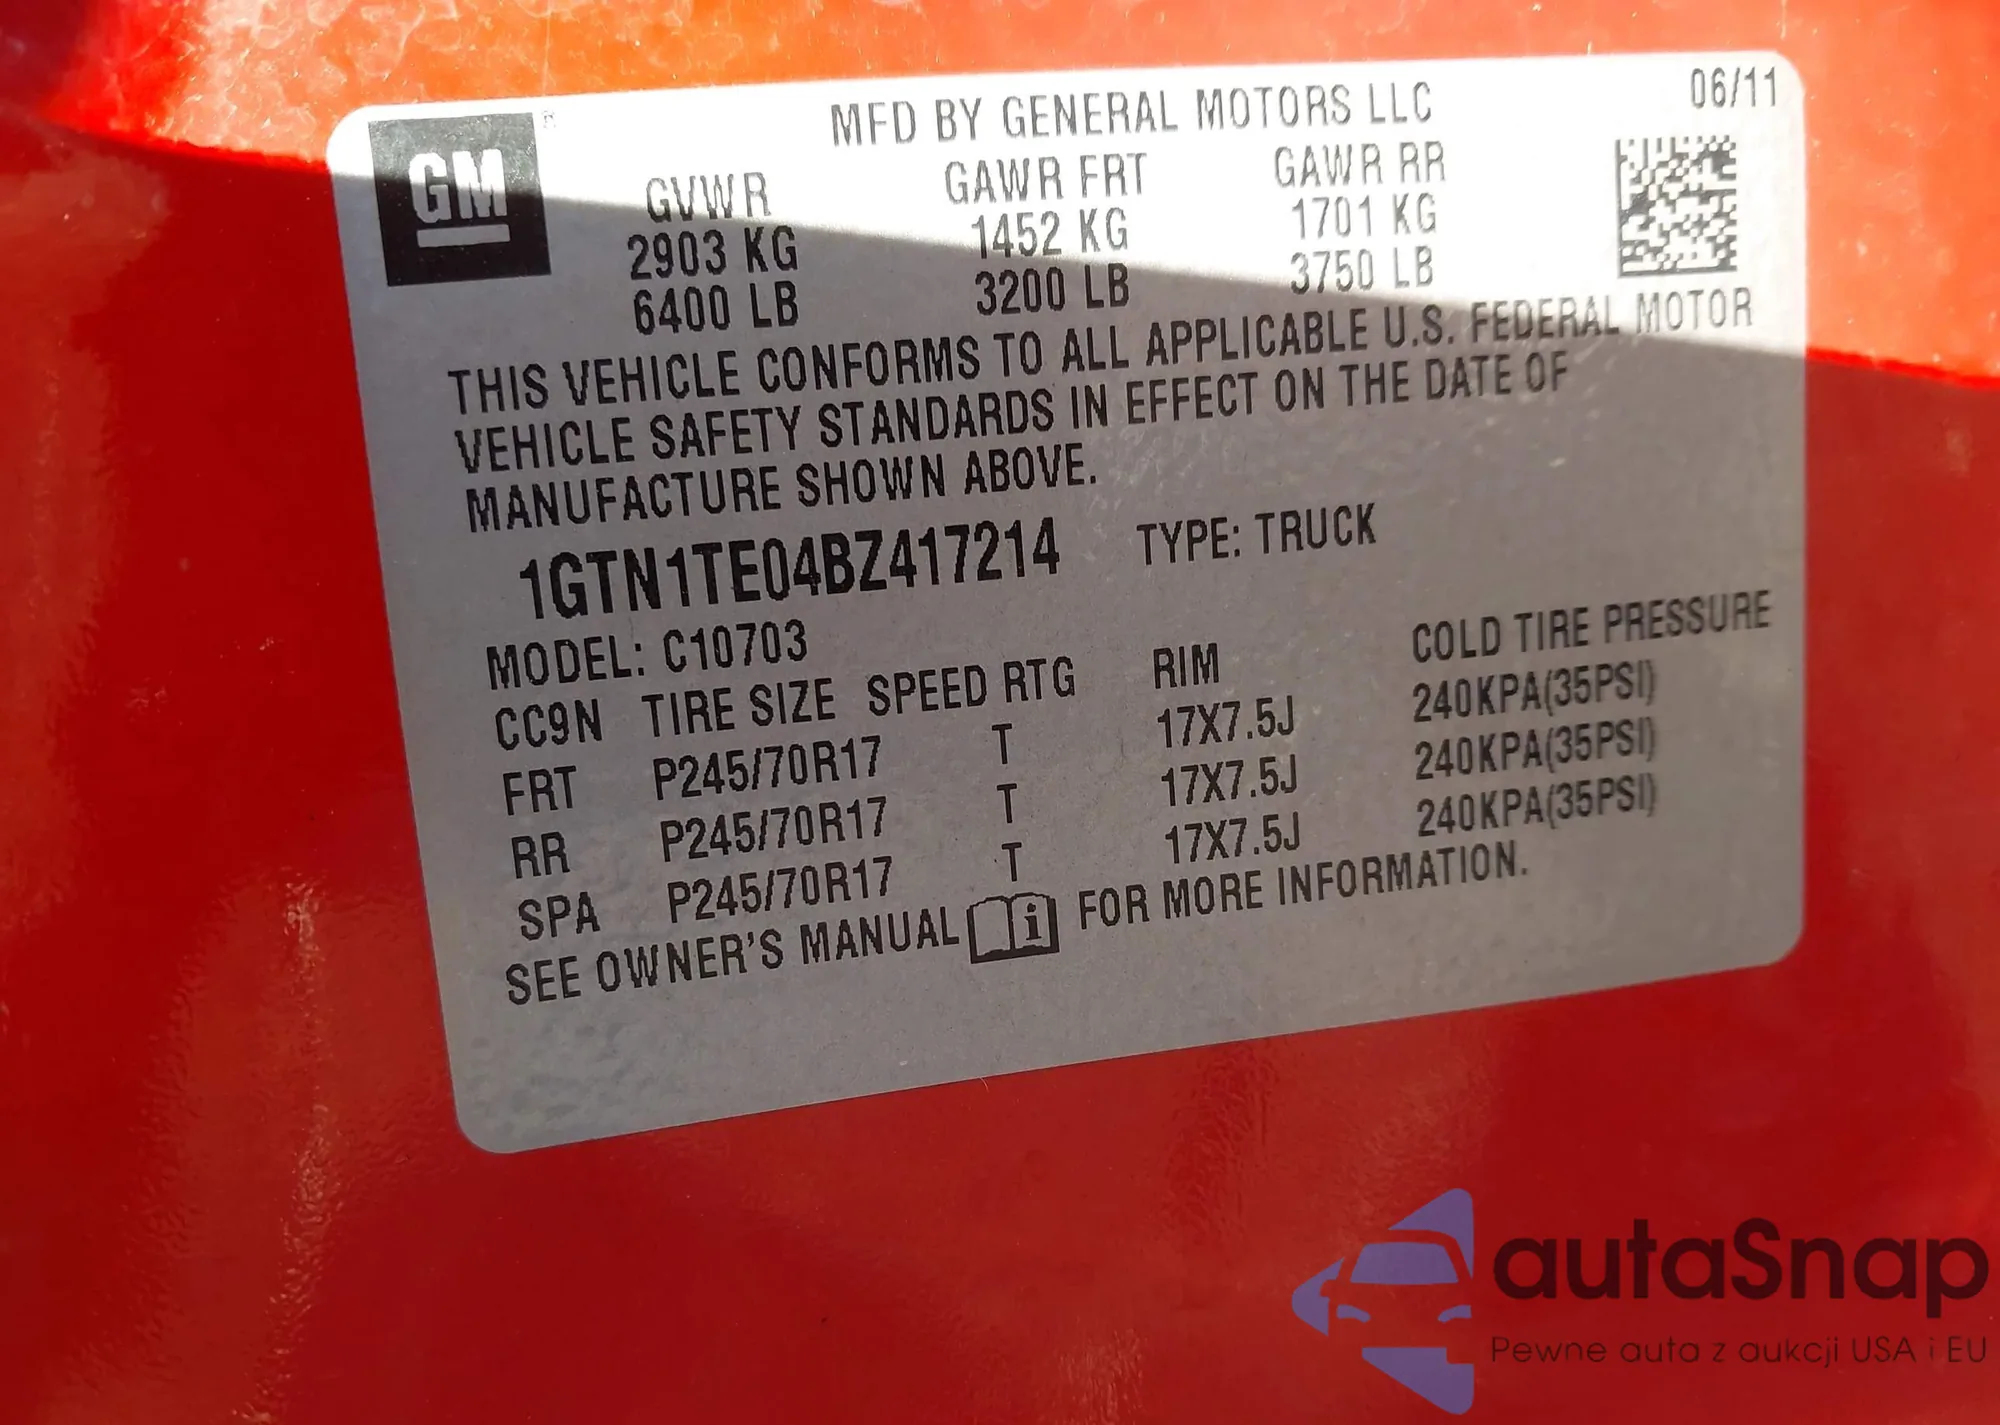 GM ®
MFD BY GENERAL MOTORS LLC 06/11
GVWR GAWR FRT GAWR RR
2903 KG 1452 KG 1701 KG
6400 LB 3200 LB 3750 LB
THIS VEHICLE CONFORMS TO ALL APPLICABLE U.S. FEDERAL MOTOR
VEHICLE SAFETY STANDARDS IN EFFECT ON THE DATE OF
MANUFACTURE SHOWN ABOVE.
1GTN1TE04BZ417214 TYPE: TRUCK
MODEL: C10703
CC9N TIRE SIZE SPEED RTG RIM COLD TIRE PRESSURE
FRT P245/70R17 T 17X7.5J 240KPA(35PSI)
RR P245/70R17 T 17X7.5J 240KPA(35PSI)
SPA P245/70R17 T 17X7.5J 240KPA(35PSI)
SEE OWNER'S MANUAL i FOR MORE INFORMATION.
autaSnap
Pewne auta z aukcji USA i EU